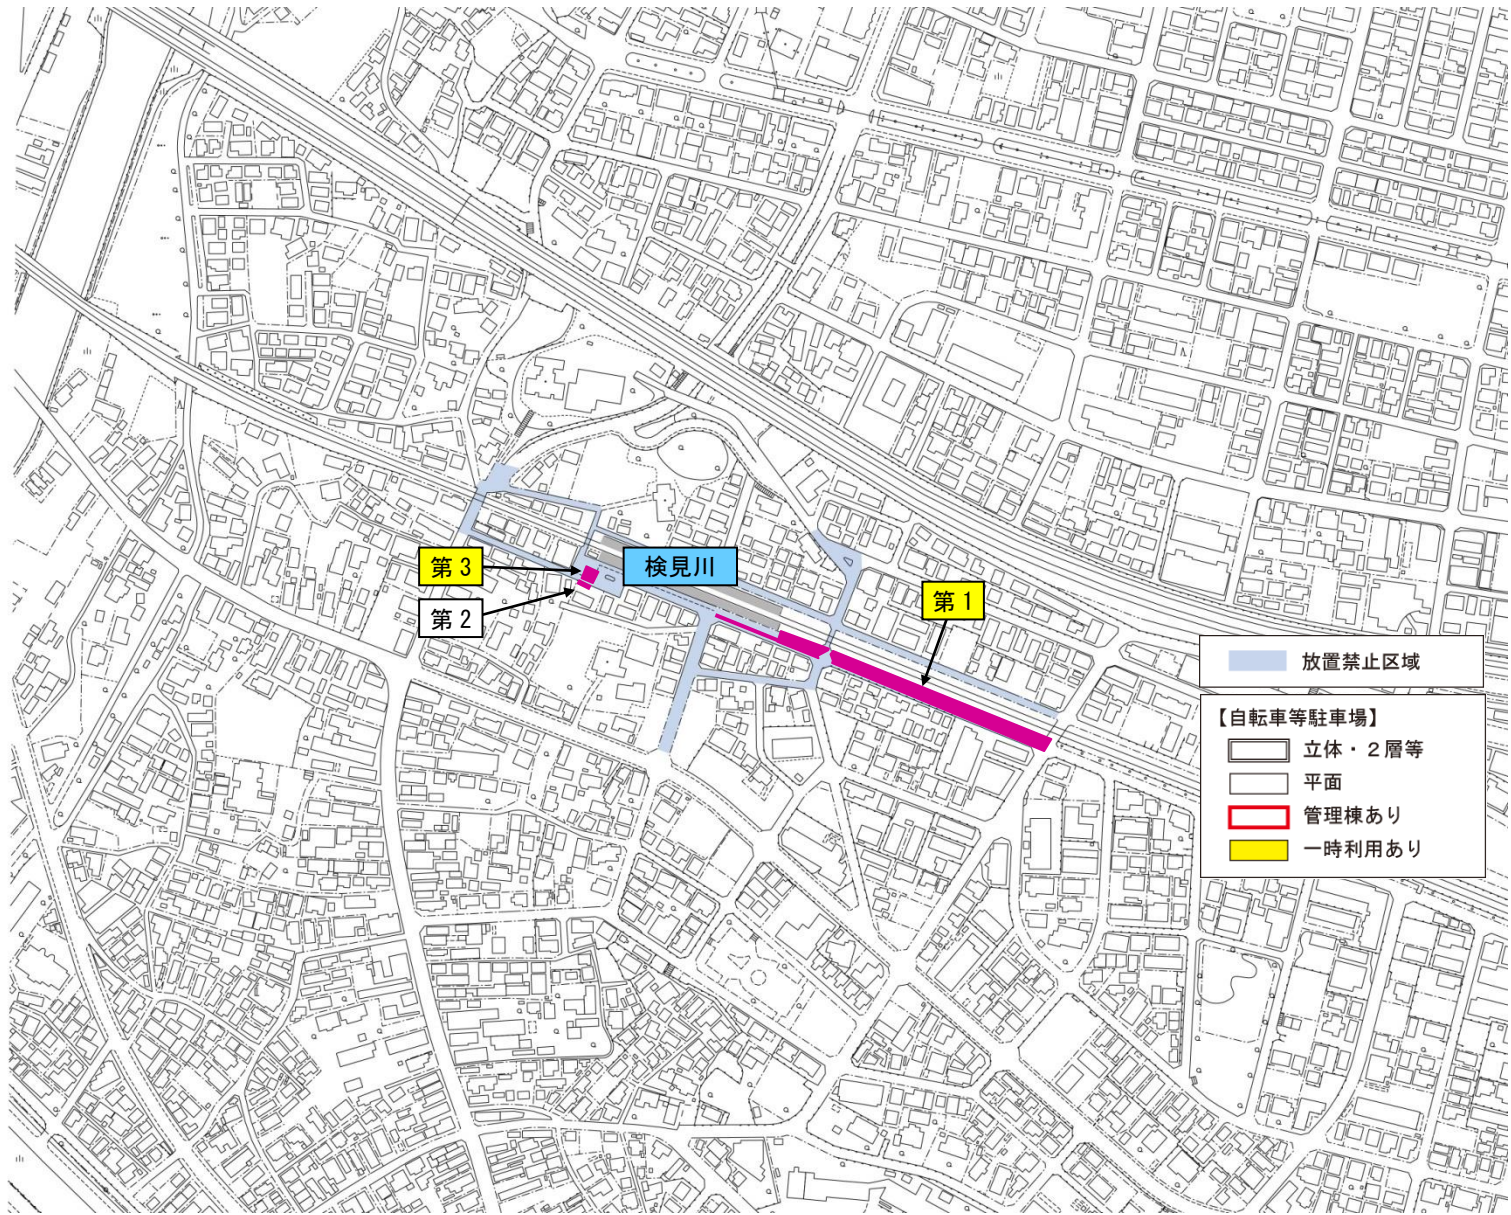 第3
検見川
第2
第1
放置禁止区域
【自転車等駐車場】
立体・２層等
平面
管理棟あり
一時利用あり